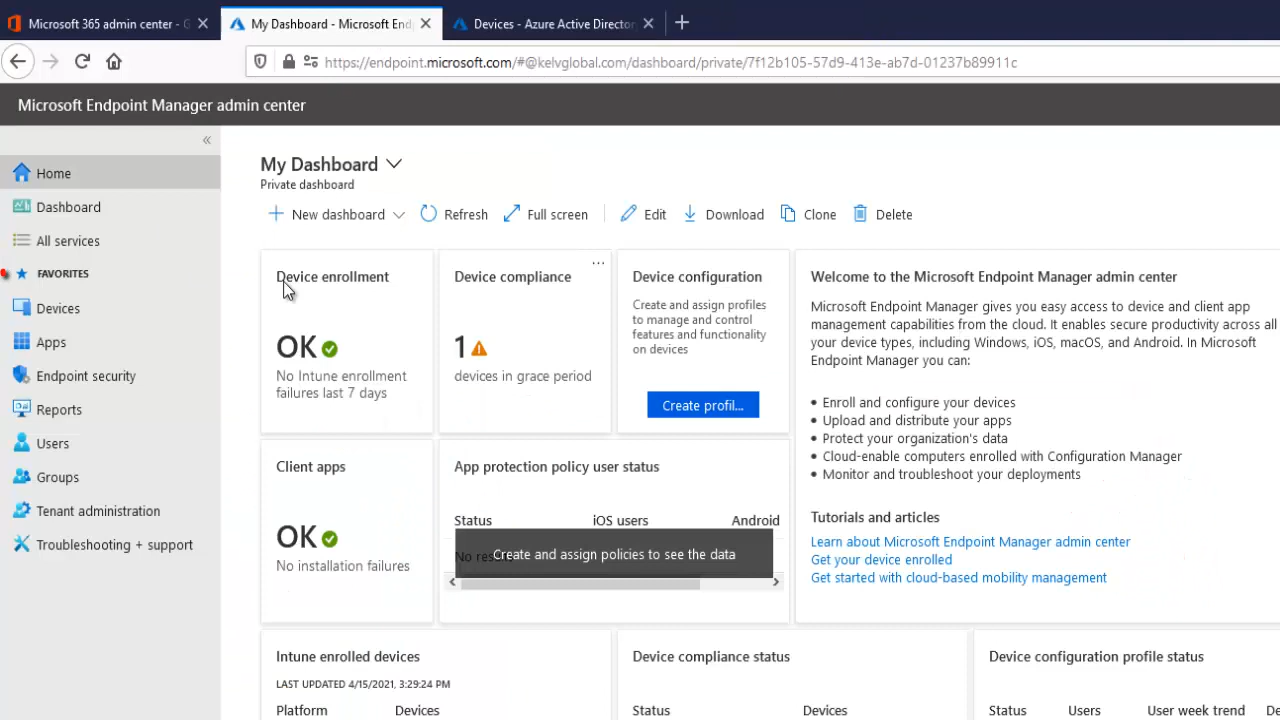 Microsoft 365 admin center - G
My Dashboard - Microsoft End
Devices - Azure Active Director
https://endpoint.microsoft.com/#@kelvglobal.com/dashboard/private/7f12b105-57d9-413e-ab7d-01237b89911c
Microsoft Endpoint Manager admin center
Home
Dashboard
All services
FAVORITES
Devices
Apps
Endpoint security
Reports
Users
Groups
Tenant administration
Troubleshooting + support
My Dashboard
Private dashboard
New dashboard
Refresh
Full screen
Edit
Download
Clone
Delete
Device enrollment
OK
No Intune enrollment
failures last 7 days
Device compliance
1
devices in grace period
Device configuration
Create and assign profiles
to manage and control
features and functionality
on devices
Create profil...
Welcome to the Microsoft Endpoint Manager admin center
Microsoft Endpoint Manager gives you easy access to device and client app
management capabilities from the cloud. It enables secure productivity across all
your device types, including Windows, iOS, macOS, and Android. In Microsoft
Endpoint Manager you can:
• Enroll and configure your devices
• Upload and distribute your apps
• Protect your organization's data
• Cloud-enable computers enrolled with Configuration Manager
• Monitor and troubleshoot your deployments
Tutorials and articles
Learn about Microsoft Endpoint Manager admin center
Get your device enrolled
Get started with cloud-based mobility management
Client apps
OK
No installation failures
App protection policy user status
Status iOS users Android
No
Create and assign policies to see the data
Intune enrolled devices
LAST UPDATED 4/15/2021, 3:29:24 PM
Platform Devices
Device compliance status
Status Devices
Device configuration profile status
Status Users User week trend De